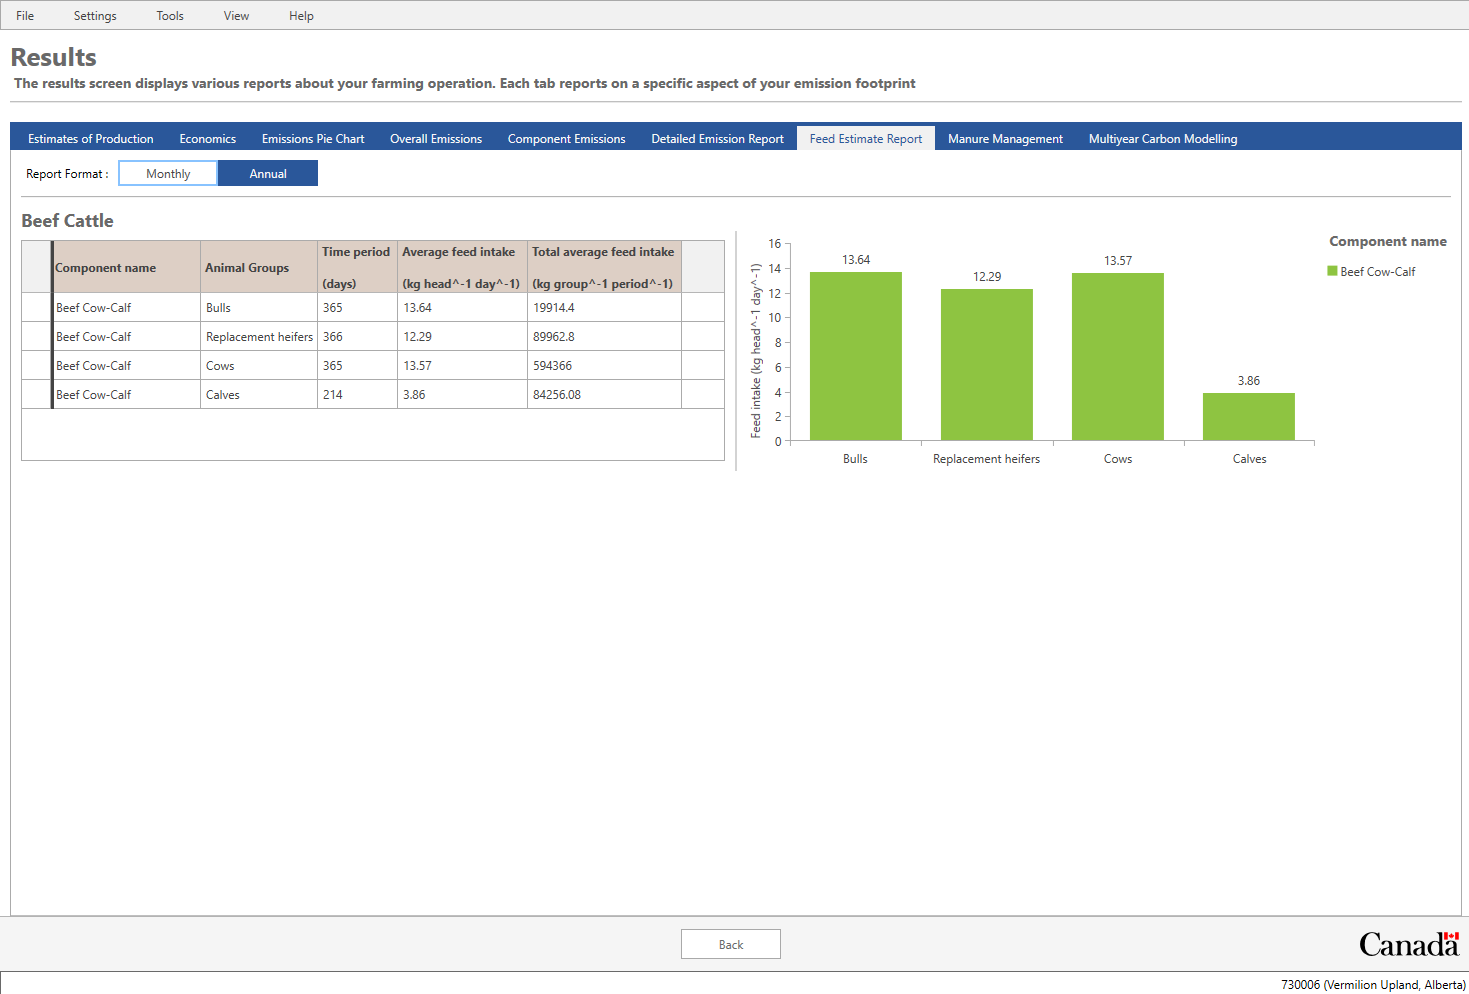 File Settings Tools View Help
Results
The results screen displays various reports about your farming operation. Each tab reports on a specific aspect of your emission footprint
Estimates of Production Economics Emissions Pie Chart Overall Emissions Component Emissions Detailed Emission Report Feed Estimate Report Manure Management Multiyear Carbon Modelling
Report Format : Monthly Annual
Beef Cattle
Component name Animal Groups Time period (days) Average feed intake (kg head^-1 day^-1) Total average feed intake (kg group^-1 period^-1)
Beef Cow-Calf Bulls 365 13.64 19914.4
Beef Cow-Calf Replacement heifers 366 12.29 89962.8
Beef Cow-Calf Cows 365 13.57 594366
Beef Cow-Calf Calves 214 3.86 84256.08
Feed intake (kg head^-1 day^-1)
16
14
12
10
8
6
4
2
0
13.64 12.29 13.57 3.86
Bulls Replacement heifers Cows Calves
Component name
Beef Cow-Calf
Back
Canada
730006 (Vermilion Upland, Alberta)